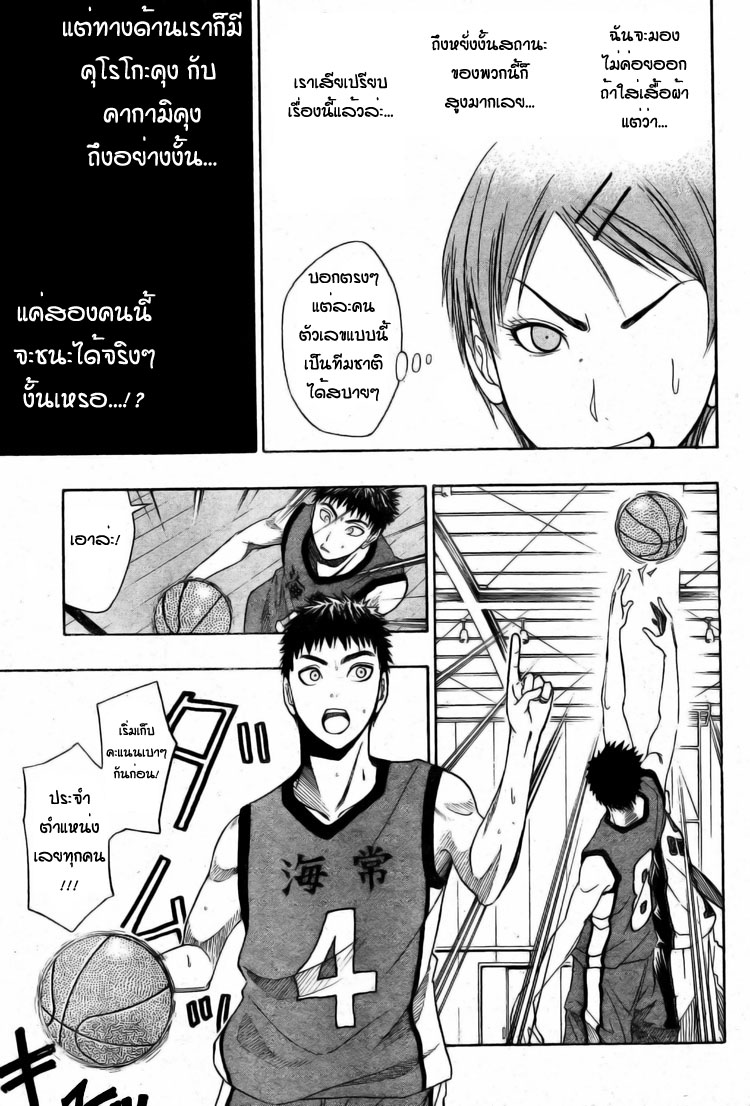 ฉันจะมอง
ไม่ค่อยออก
ถ้าใส่เสื้อผ้า
แต่ว่า...
ถึงหยั่งงั้นสถานะ
ของพวกนี้ก็
สูงมากเลย...
เราเสียเปรียบ
เรื่องนี้แล้วล่ะ...
บอกตรงๆ
แต่ละคน
ตัวเลขแบบนี้
เป็นทีมชาติ
ได้สบายๆ
แต่ทางด้านเราก็มี
คุโรโกะคุง กับ
คากามิคุง
ถึงอย่างงั้น...
แค่สองคนนี้
จะชนะได้จริงๆ
งั้นเหรอ...!?
เอาล่ะ!
เริ่มเก็บ
คะแนนเบาๆ
กันก่อน!
ประจำ
ตำแหน่ง
เลยทุกคน
!!!
海常
4
ダ
ム
キ